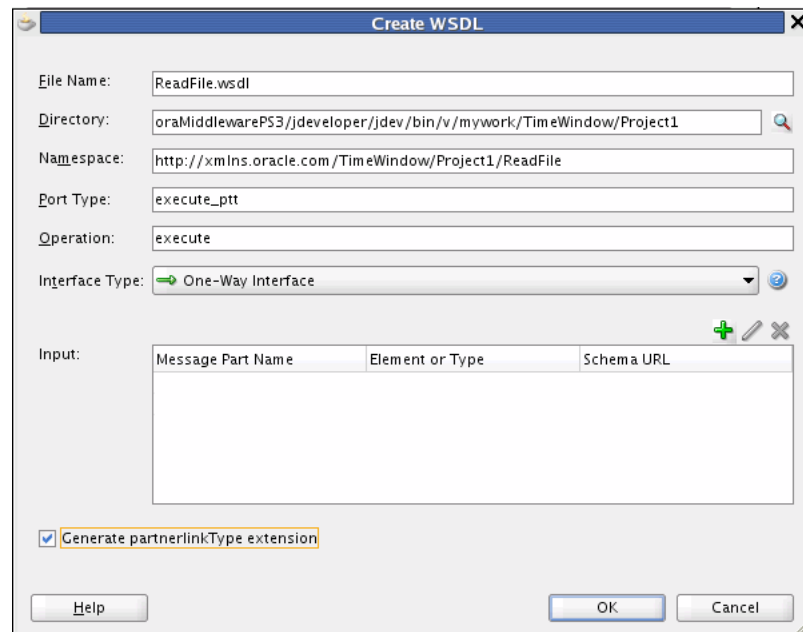 Create WSDL
File Name: ReadFile.wsdl
Directory: oraMiddlewarePS3/jdeveloper/jdev/bin/v/mywork/TimeWindow/Project1
Namespace: http://xmlns.oracle.com/TimeWindow/Project1/ReadFile
Port Type: execute_ptt
Operation: execute
Interface Type: One-Way Interface
Input:
Message Part Name Element or Type Schema URL
Generate partnerlinkType extension
Help OK Cancel